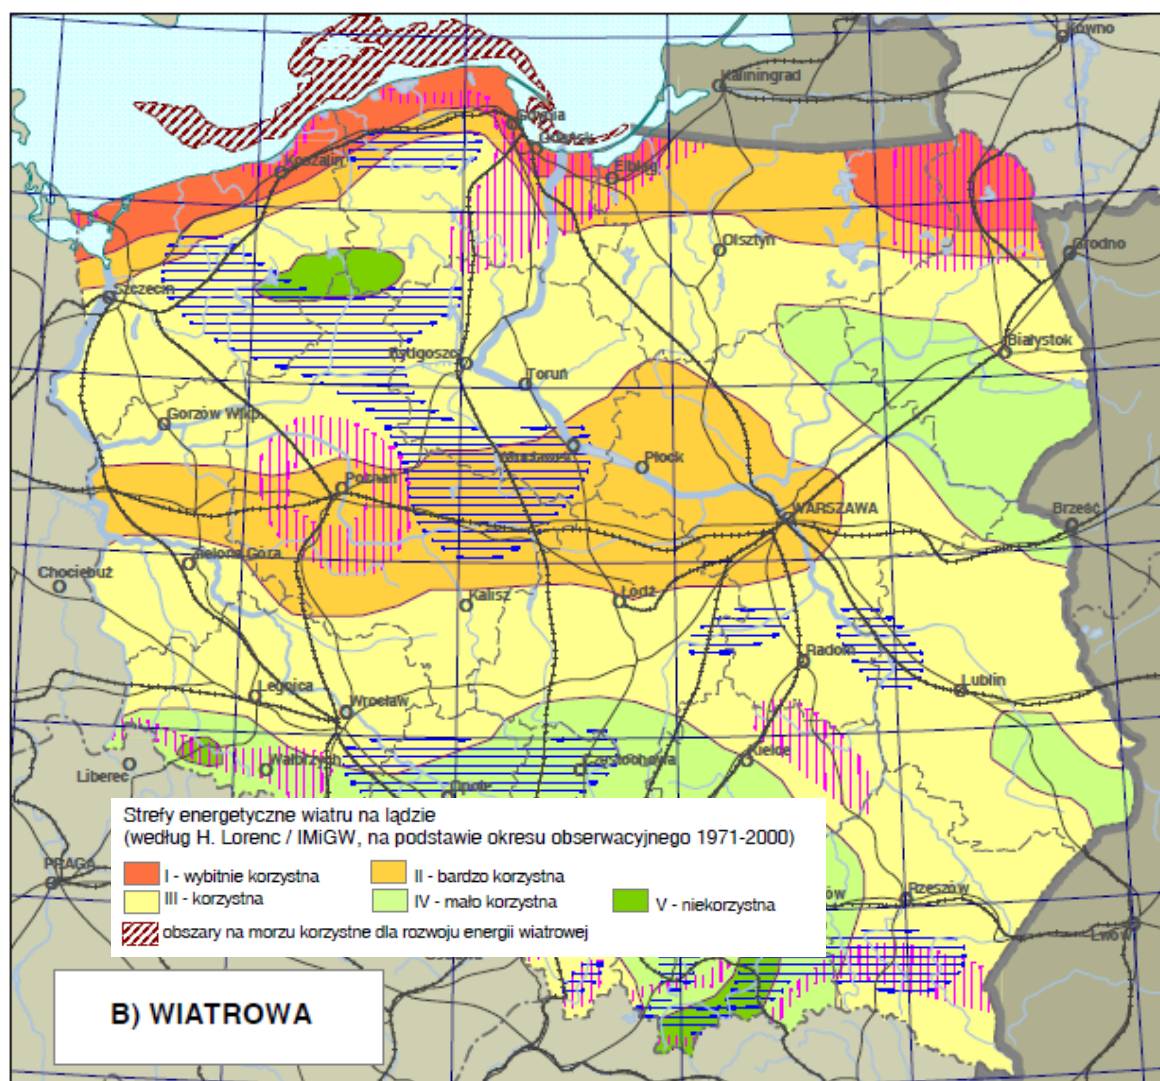 Kowno
Kaliningrad
Gdynia
Gdańsk
Koszalin
Elbląg
Olsztyn
Grodno
Szczecin
Białystok
Bydgoszc
Toruń
Gorzów Wlkp.
Płock
Poznań
WARSZAWA
Brześć
Zielona Góra
Chociebuż
Kalisz
Łódź
Radom
Legnica
Lublin
Wrocław
Kielce
Liberec
Wałbrzych
Częstochowa
Opole
Strefy energetyczne wiatru na lądzie
(według H. Lorenc / IMiGW, na podstawie okresu obserwacyjnego 1971-2000)
PRAGA
I - wybitnie korzystna
II - bardzo korzystna
III - korzystna
IV - mało korzystna
V - niekorzystna
ów
Rzeszów
obszary na morzu korzystne dla rozwoju energii wiatrowej
Lwów
B) WIATROWA